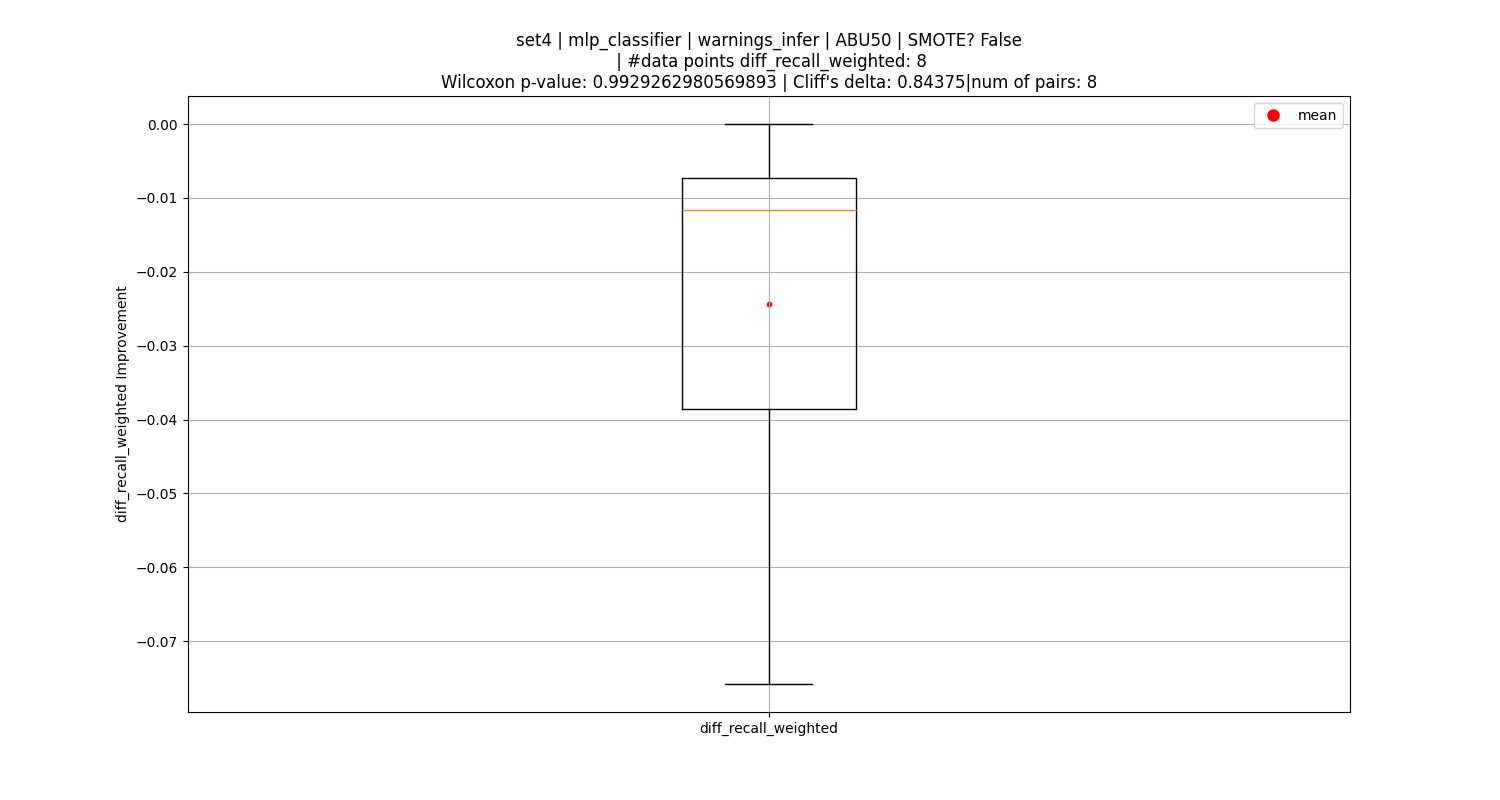 set4 | mlp_classifier | warnings_infer | ABU50 | SMOTE? False
| #data points diff_recall_weighted: 8
Wilcoxon p-value: 0.9929262980569893 | Cliff's delta: 0.84375|num of pairs: 8
mean
0.00
−0.01
−0.02
−0.03
−0.04
−0.05
−0.06
−0.07
diff_recall_weighted Improvement
diff_recall_weighted